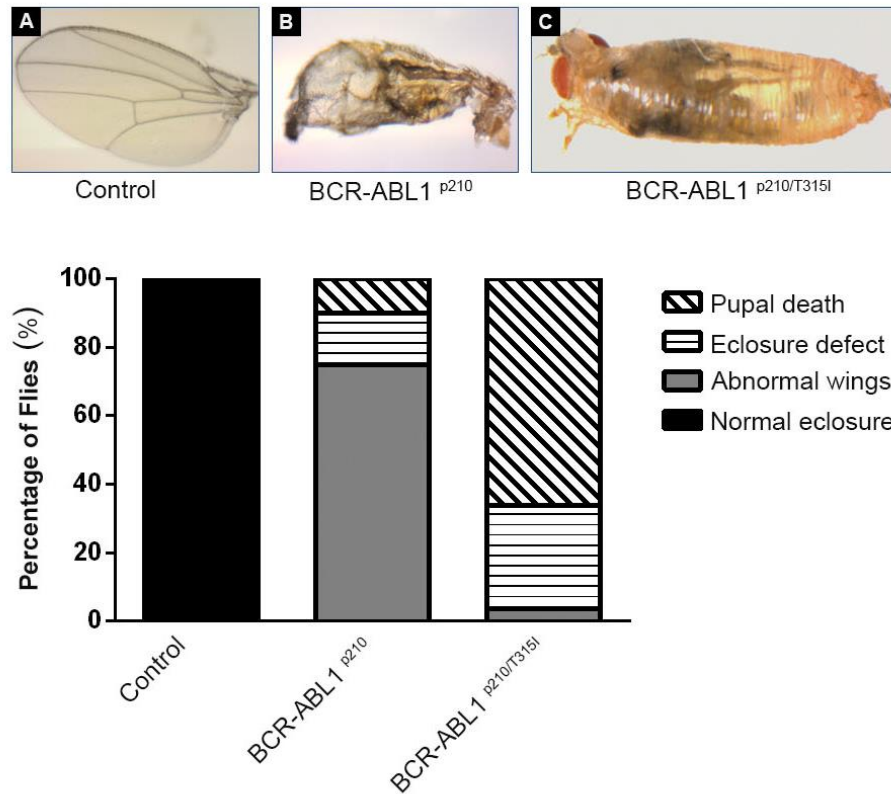 A
B
C
Control
BCR-ABL1 p210
BCR-ABL1 p210/T315I
Percentage of Flies (%)
100
80
60
40
20
0
Control
BCR-ABL1 p210
BCR-ABL1 p210/T315I
Pupal death
Eclosure defect
Abnormal wings
Normal eclosure